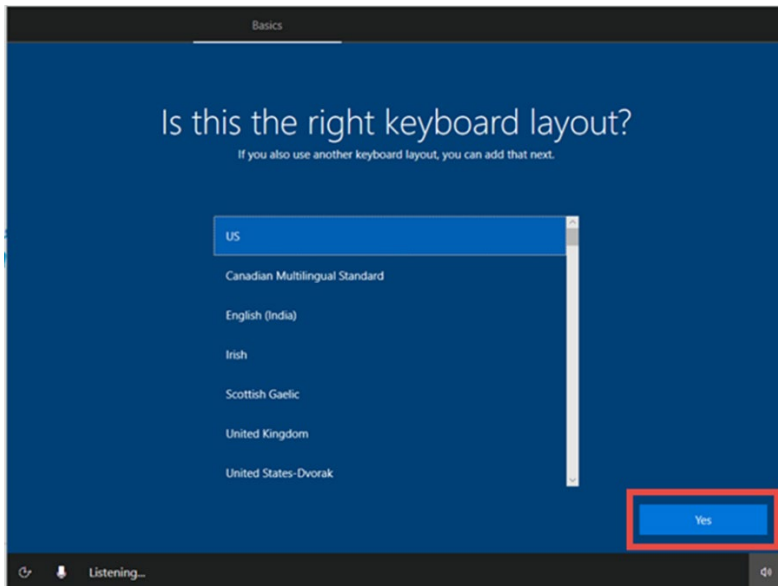 Basics
Is this the right keyboard layout?
If you also use another keyboard layout, you can add that next.
US
Canadian Multilingual Standard
English (India)
Irish
Scottish Gaelic
United Kingdom
United States-Dvorak
Yes
Listening...